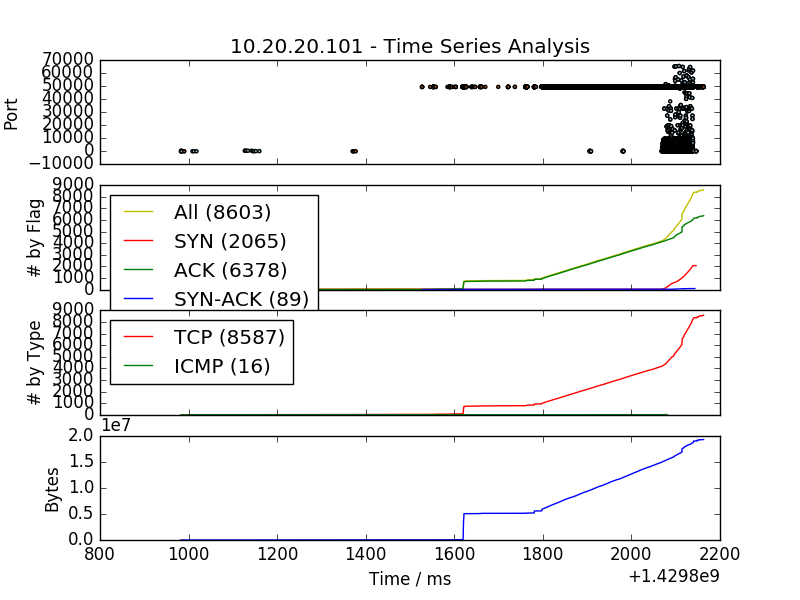 10.20.20.101 - Time Series Analysis
70000
60000
50000
40000
30000
20000
10000
0
−10000
Port
9000
8000
7000
6000
5000
4000
3000
2000
1000
0
# by Flag
All (8603)
SYN (2065)
ACK (6378)
SYN-ACK (89)
9000
8000
7000
6000
5000
4000
3000
2000
1000
0
# by Type
TCP (8587)
ICMP (16)
1e7
2.0
1.5
1.0
0.5
0.0
Bytes
800 1000 1200 1400 1600 1800 2000 2200
Time / ms
+1.4298e9